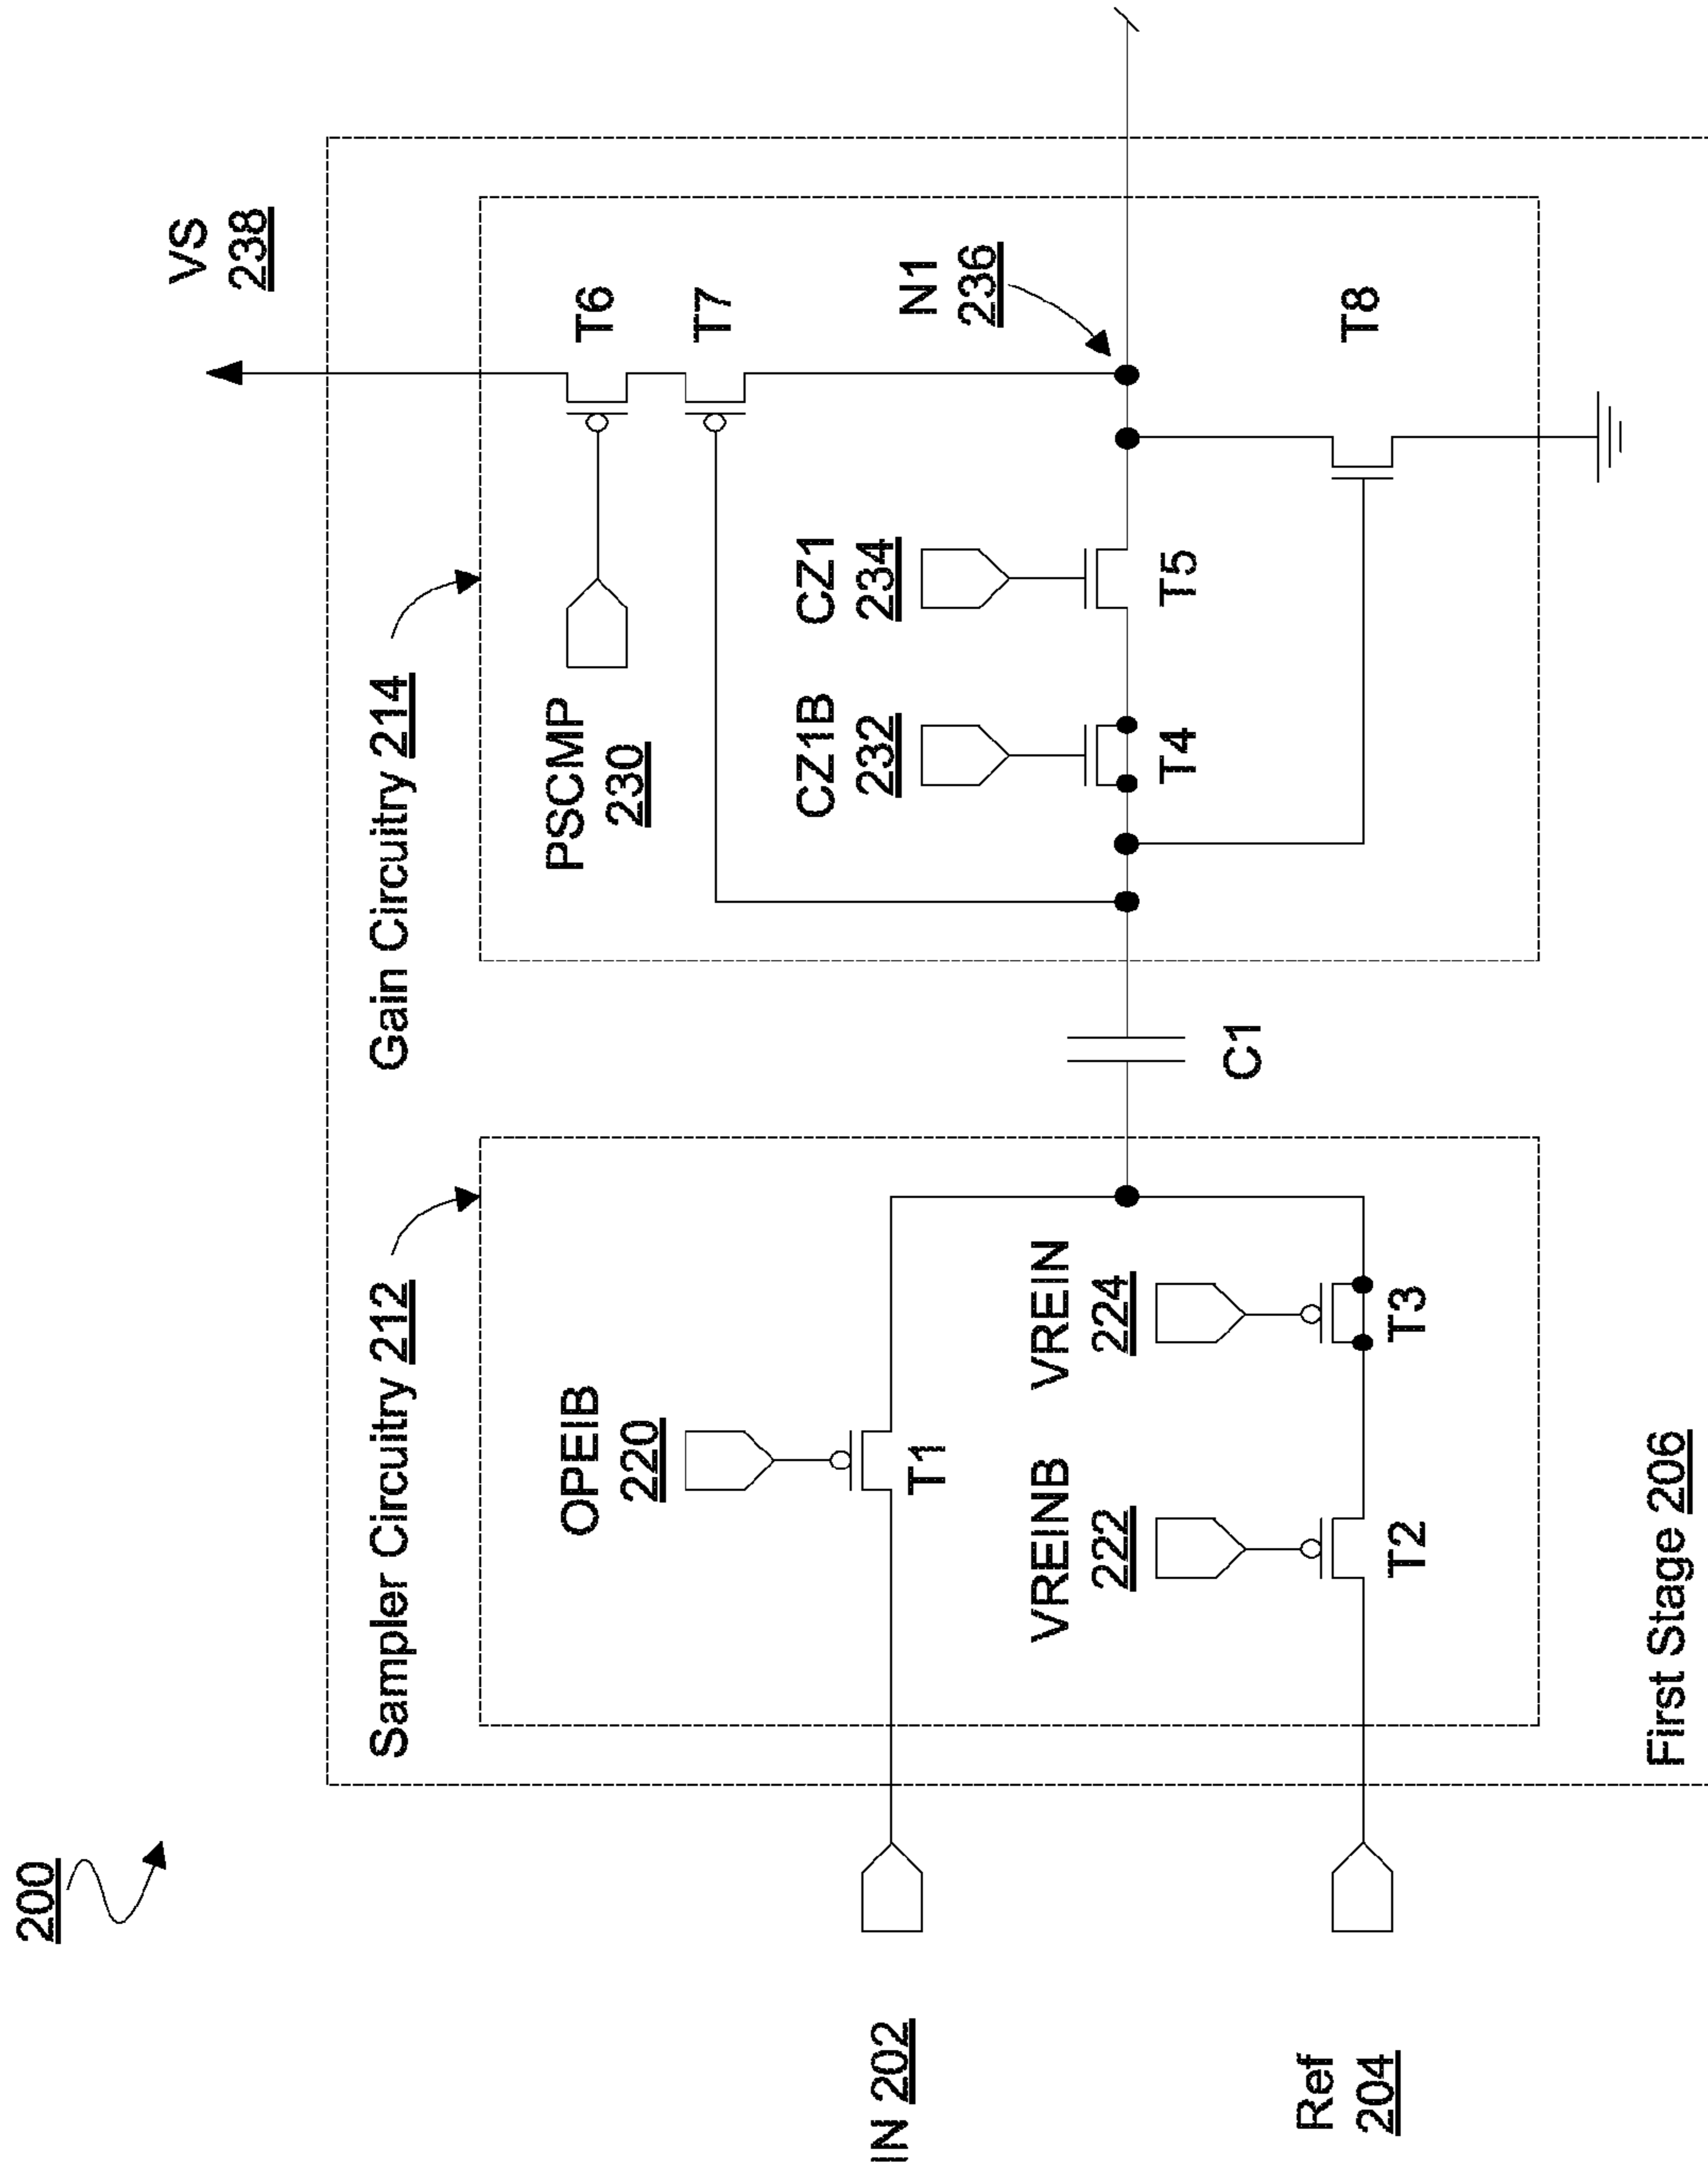 200
IN 202
Ref
204
First Stage 206
Sampler Circuitry 212
OPEIB
220
T1
VREINB
222
T2
VREIN
224
T3
C1
Gain Circuitry 214
VS
238
PSCMP
230
T6
T7
CZ1B
232
T4
CZ1
234
T5
N1
236
T8